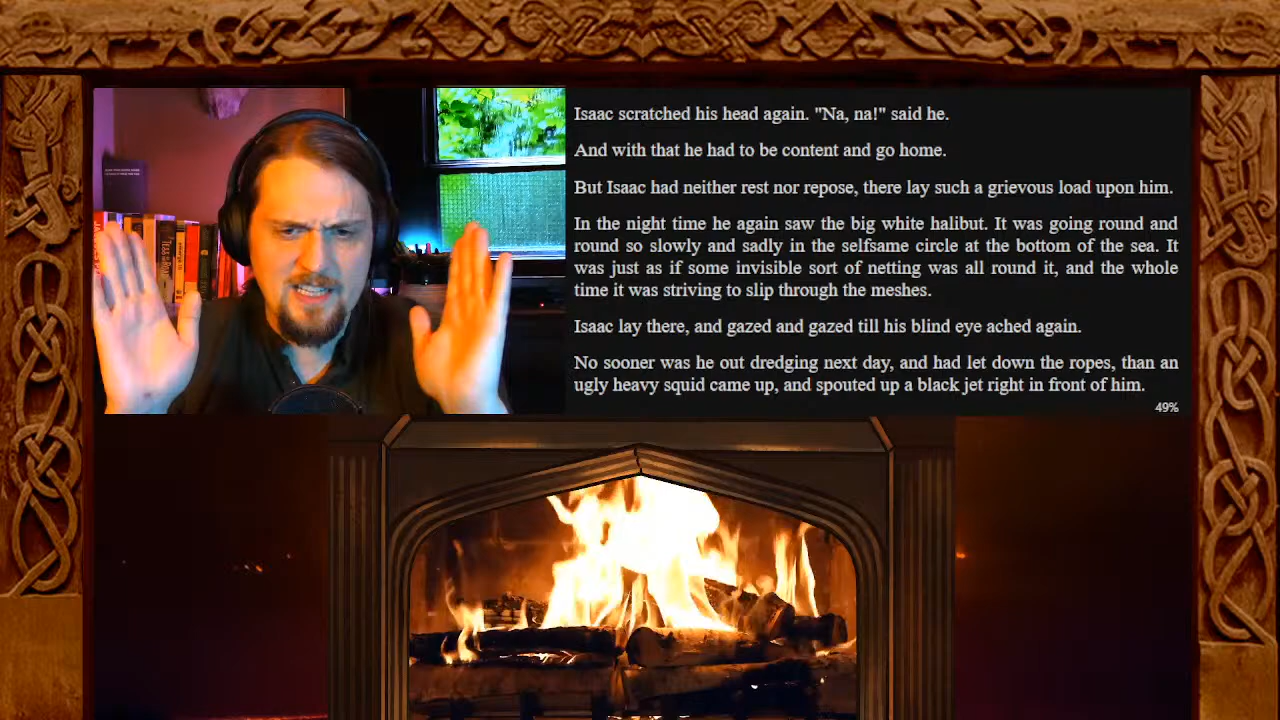 Isaac scratched his head again. "Na, na!" said he.
And with that he had to be content and go home.
But Isaac had neither rest nor repose, there lay such a grievous load upon him.
In the night time he again saw the big white halibut. It was going round and
round so slowly and sadly in the selfsame circle at the bottom of the sea. It
was just as if some invisible sort of netting was all round it, and the whole
time it was striving to slip through the meshes.
Isaac lay there, and gazed and gazed till his blind eye ached again.
No sooner was he out dredging next day, and had let down the ropes, than an
ugly heavy squid came up, and spouted up a black jet right in front of him.
49%